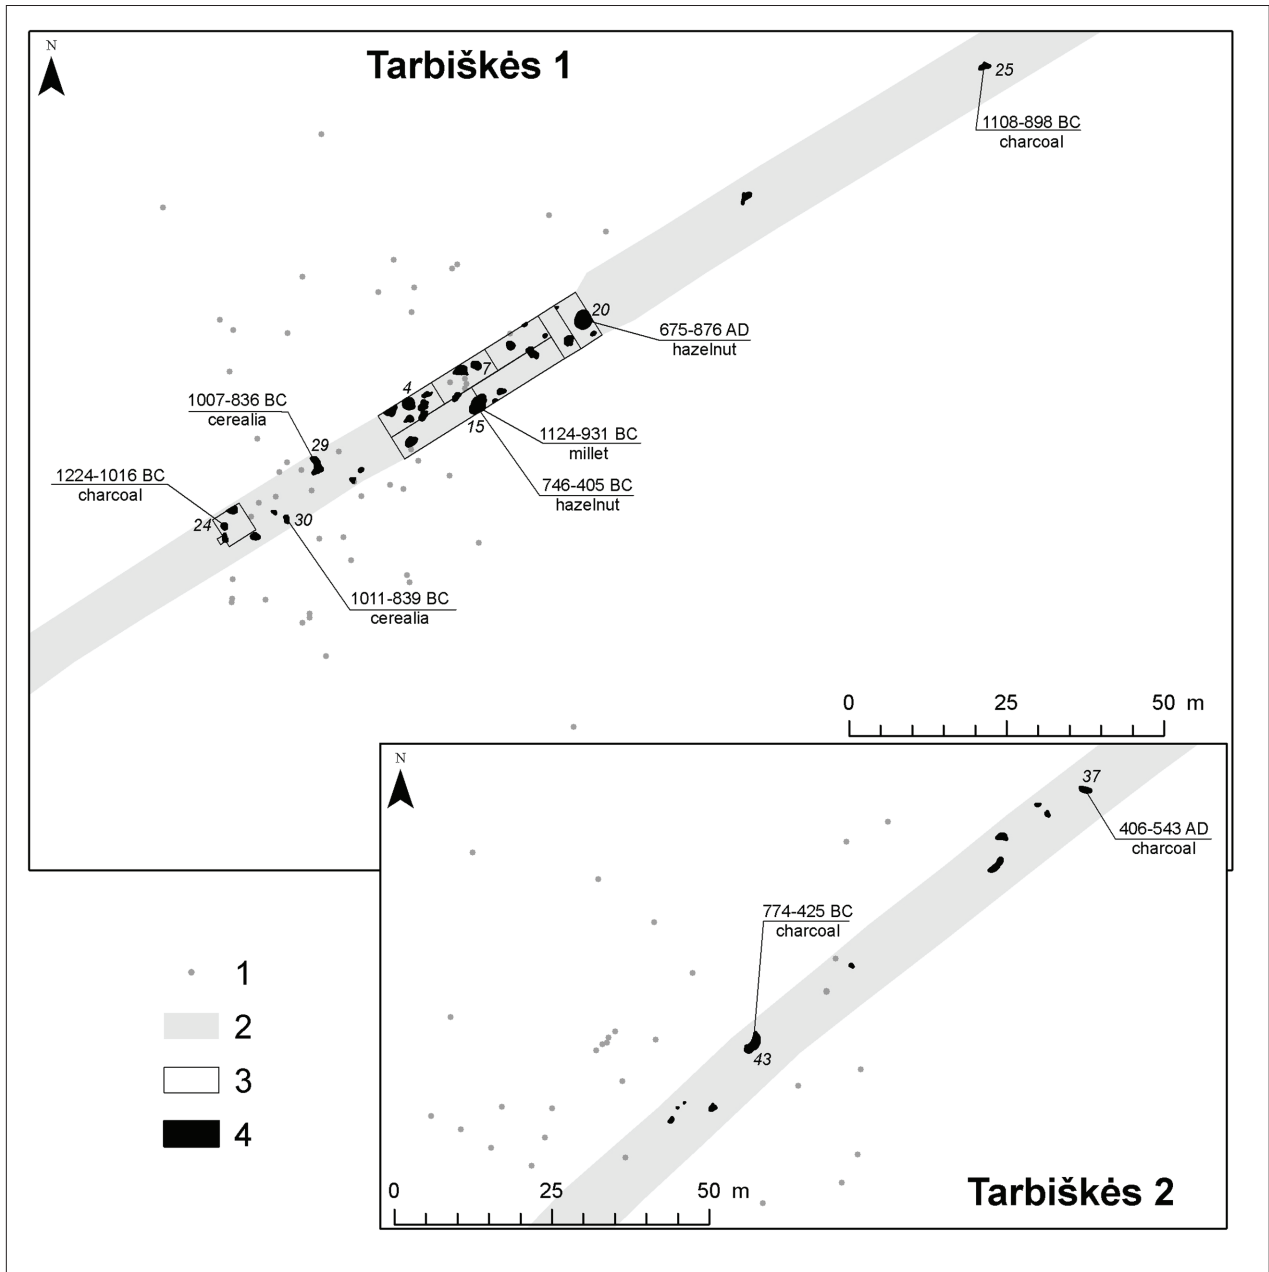 N
Tarbiškės 1
25
1108-898 BC
charcoal
20
675-876 AD
hazelnut
7
4
15
1124-931 BC
millet
746-405 BC
hazelnut
1007-836 BC
cerealia
29
1224-1016 BC
charcoal
24
30
1011-839 BC
cerealia
0 25 50 m
N
37
406-543 AD
charcoal
774-425 BC
charcoal
43
0 25 50 m
Tarbiškės 2
1
2
3
4